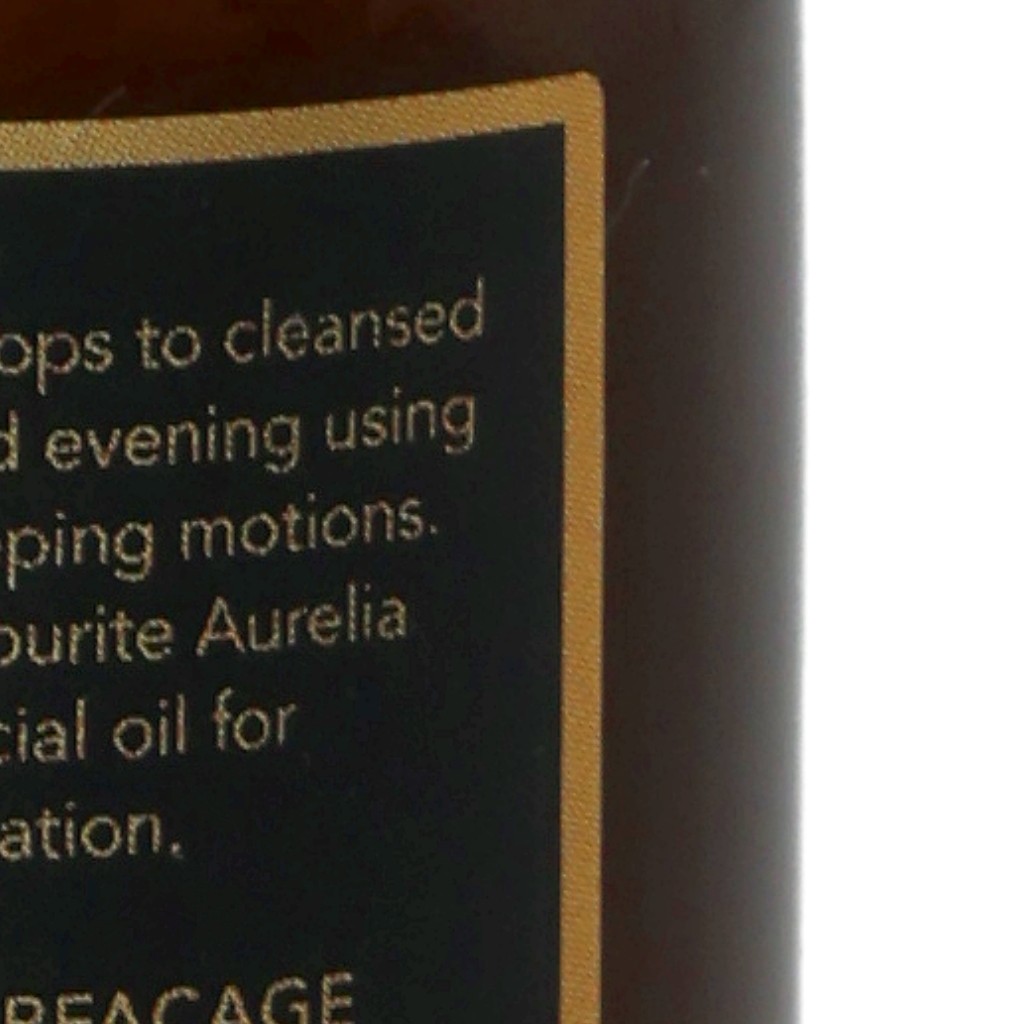 ops to cleansed
d evening using
ping motions.
ourite Aurelia
cial oil for
ation.